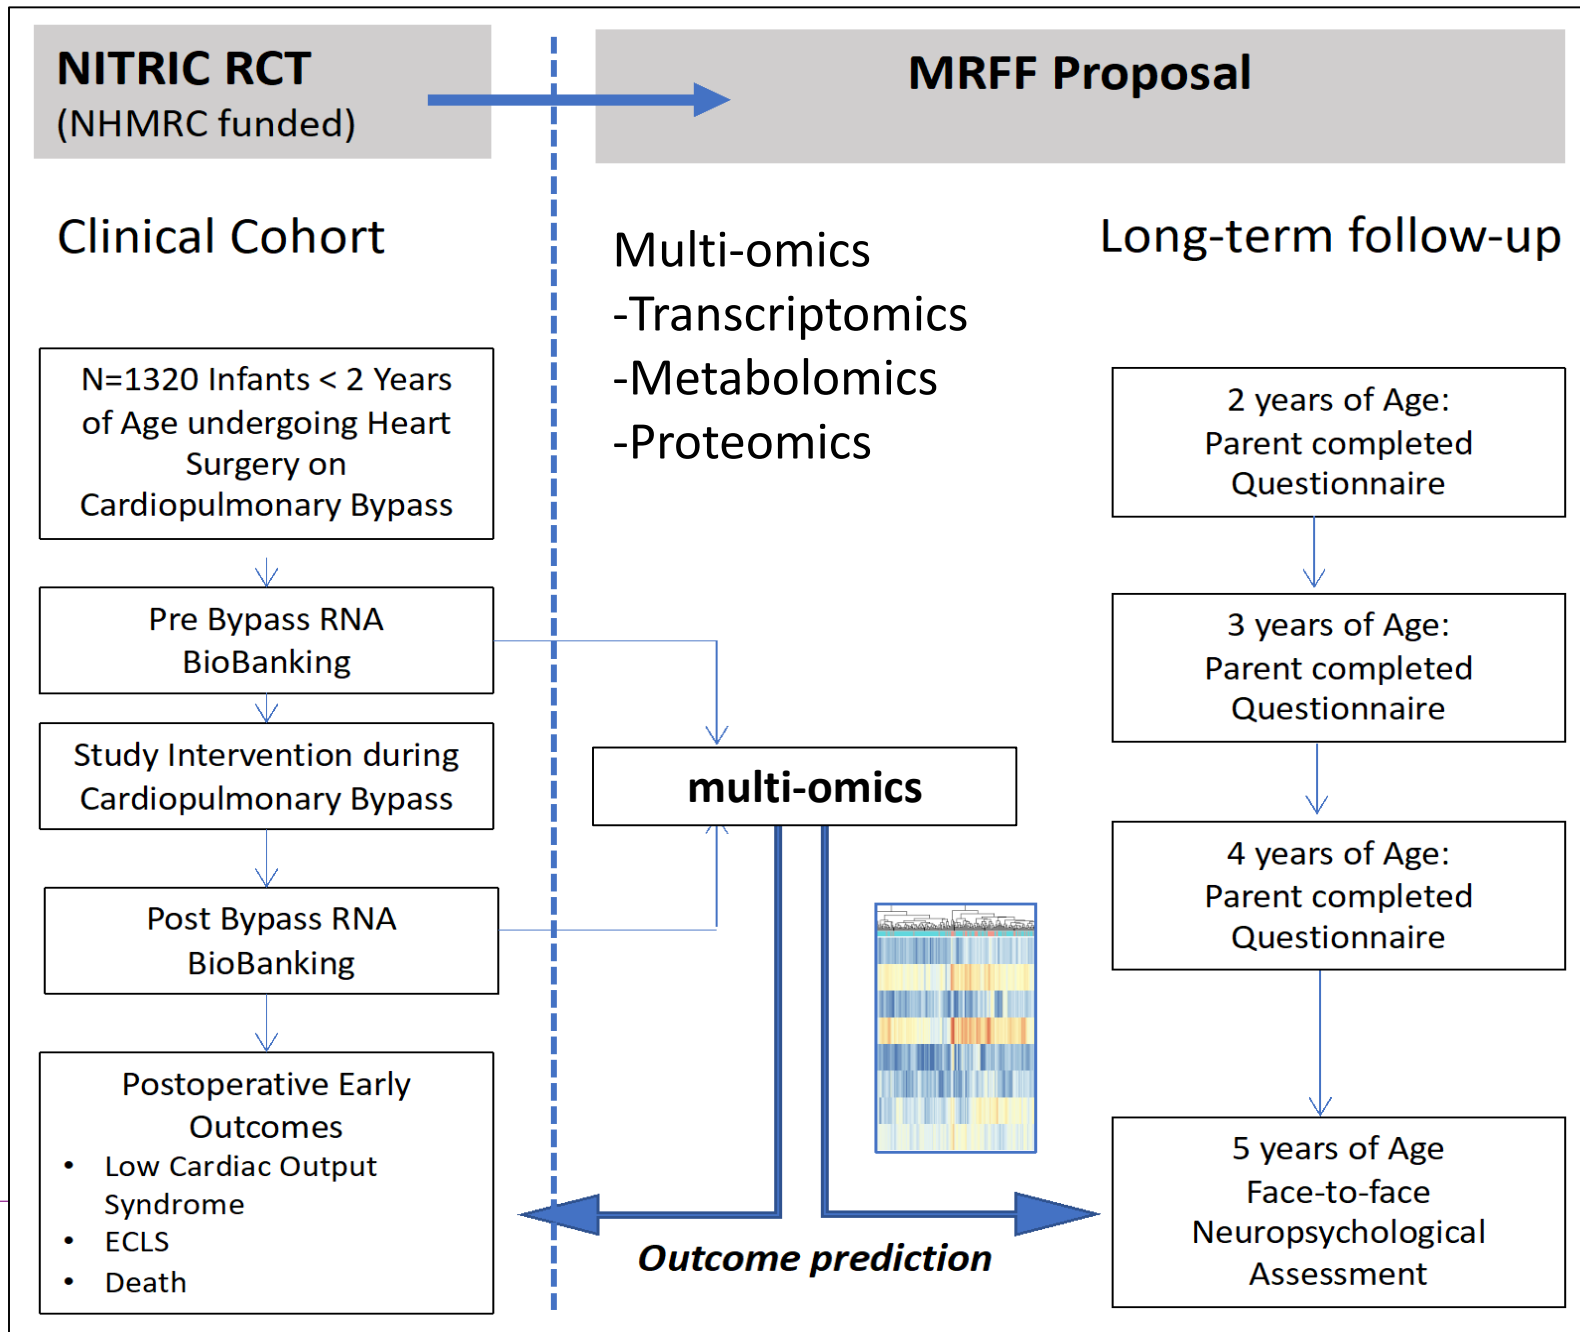 NITRIC RCT
(NHMRC funded)
MRFF Proposal
Clinical Cohort
N=1320 Infants < 2 Years
of Age undergoing Heart
Surgery on
Cardiopulmonary Bypass
Pre Bypass RNA
BioBanking
Study Intervention during
Cardiopulmonary Bypass
Post Bypass RNA
BioBanking
Postoperative Early
Outcomes
• Low Cardiac Output
Syndrome
• ECLS
• Death
Multi-omics
-Transcriptomics
-Metabolomics
-Proteomics
multi-omics
Outcome prediction
Long-term follow-up
2 years of Age:
Parent completed
Questionnaire
3 years of Age:
Parent completed
Questionnaire
4 years of Age:
Parent completed
Questionnaire
5 years of Age
Face-to-face
Neuropsychological
Assessment